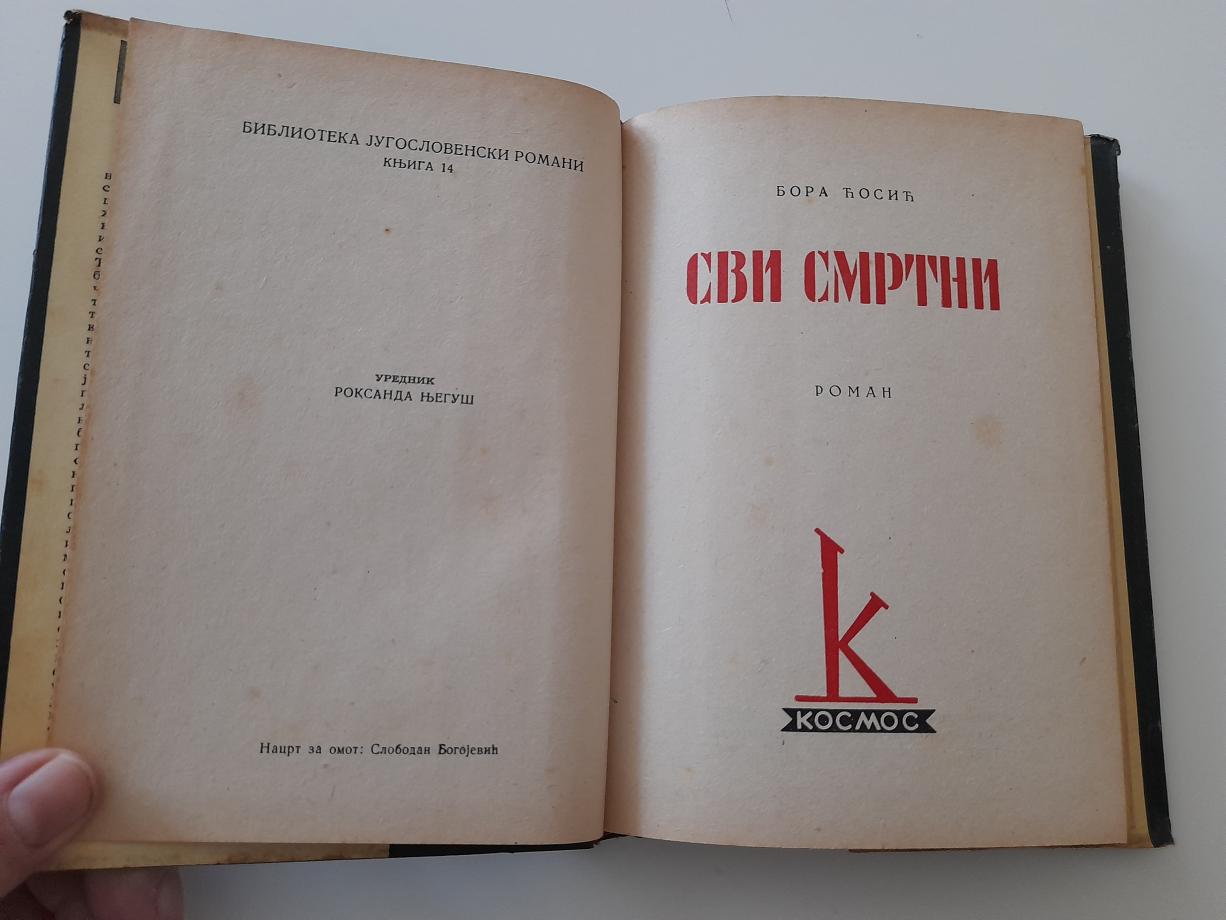 БИБЛИОТЕКА ЈУГОСЛОВЕНСКИ РОМАНИ
КЊИГА 14
УРЕДНИК
РОКСАНДА ЊЕГУШ
Нацрт за омот: Слободан Богојевић
БОРА ЋОСИЋ
СВИ СМРТНИ
РОМАН
k
КОСМОС